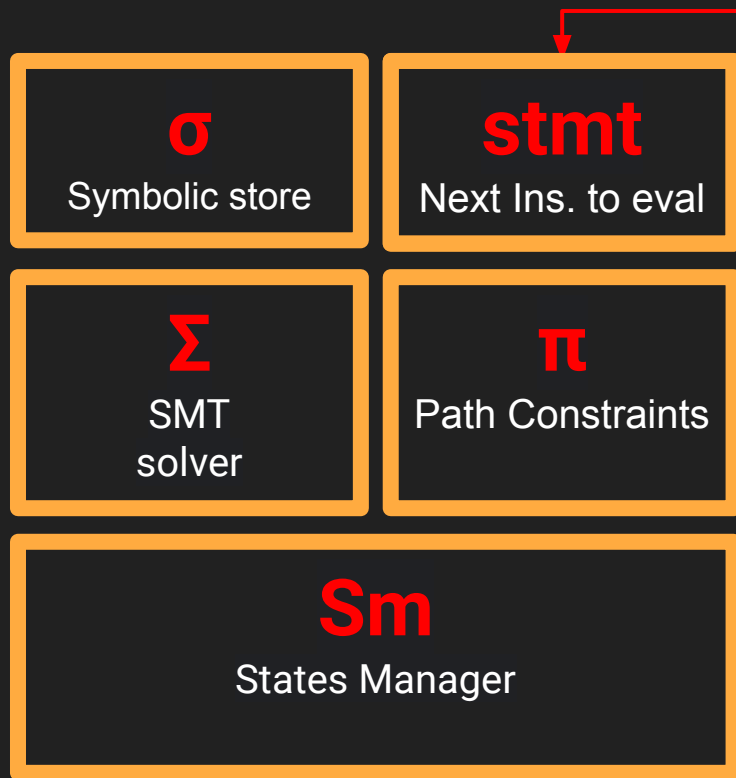 σ
Symbolic store
stmt
Next Ins. to eval
Σ
SMT
solver
π
Path Constraints
Sm
States Manager